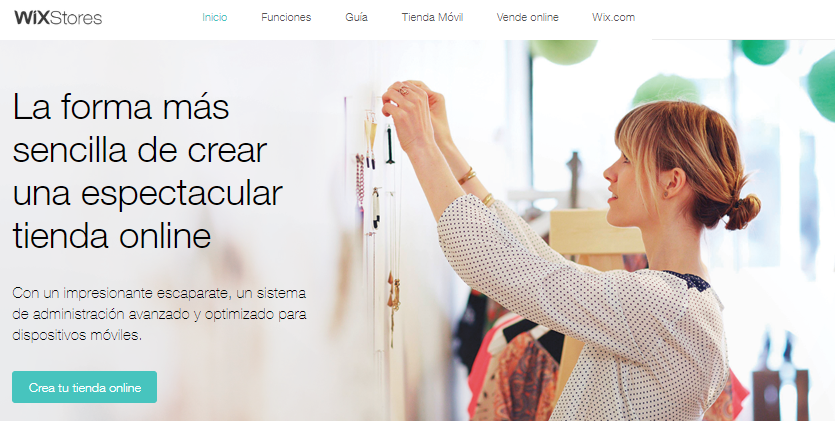 WiXStores
Inicio
Funciones
Guía
Tienda Móvil
Vende online
Wix.com
La forma más
sencilla de crear
una espectacular
tienda online
Con un impresionante escaparate, un sistema
de administración avanzado y optimizado para
dispositivos móviles.
Crea tu tienda online